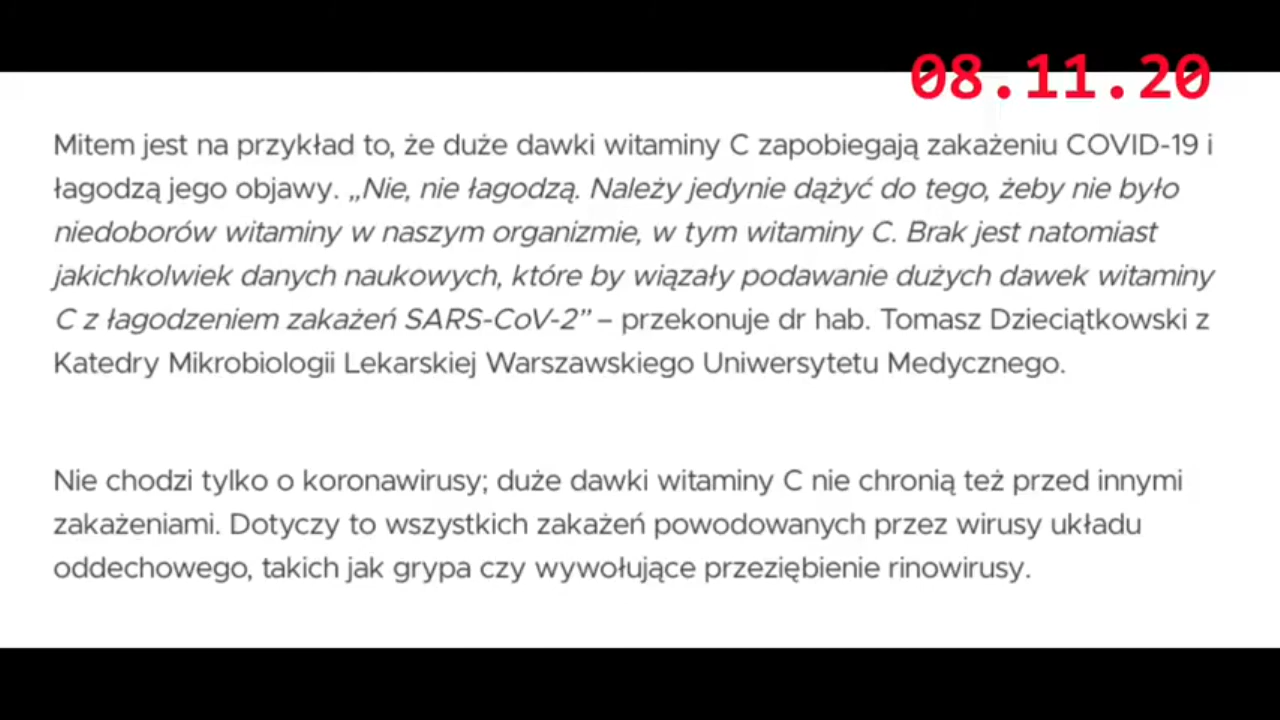 08.11.20
Mitem jest na przykład to, że duże dawki witaminy C zapobiegają zakażeniu COVID-19 i
łagodzą jego objawy. „Nie, nie łagodzą. Należy jedynie dążyć do tego, żeby nie było
niedoborów witaminy w naszym organizmie, w tym witaminy C. Brak jest natomiast
jakichkolwiek danych naukowych, które by wiązały podawanie dużych dawek witaminy
C z łagodzeniem zakażeń SARS-CoV-2” – przekonuje dr hab. Tomasz Dzieciątkowski z
Katedry Mikrobiologii Lekarskiej Warszawskiego Uniwersytetu Medycznego.
Nie chodzi tylko o koronawirusy; duże dawki witaminy C nie chronią też przed innymi
zakażeniami. Dotyczy to wszystkich zakażeń powodowanych przez wirusy układu
oddechowego, takich jak grypa czy wywołujące przeziębienie rinowirusy.